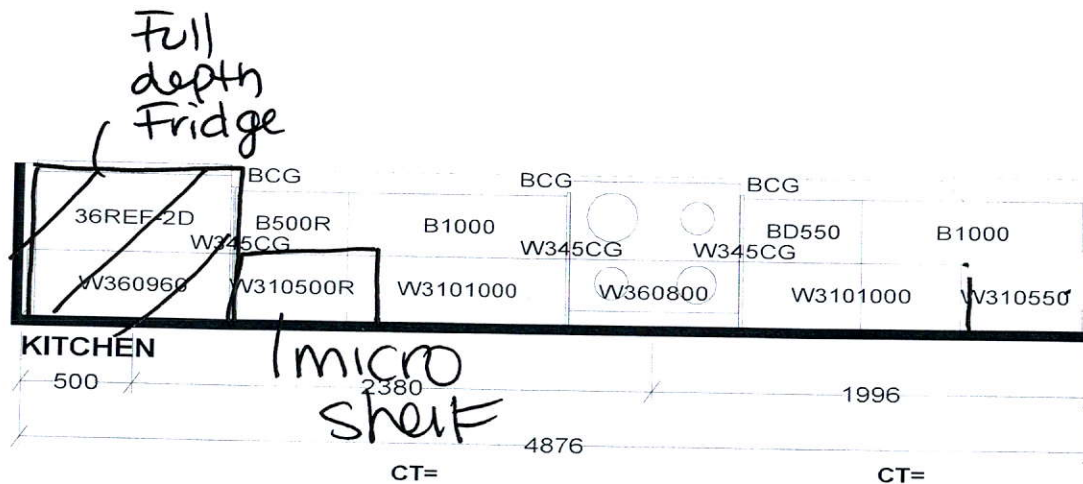 Full
depth
Fridge
BCG BCG BCG
36REF-2D B500R B1000 BD550 B1000
W345CG W345CG W345CG
W360960 W310500R W3101000 W360800 W3101000 W310550
KITCHEN
500 2380 1996
micro
shelf
4876
CT= CT=